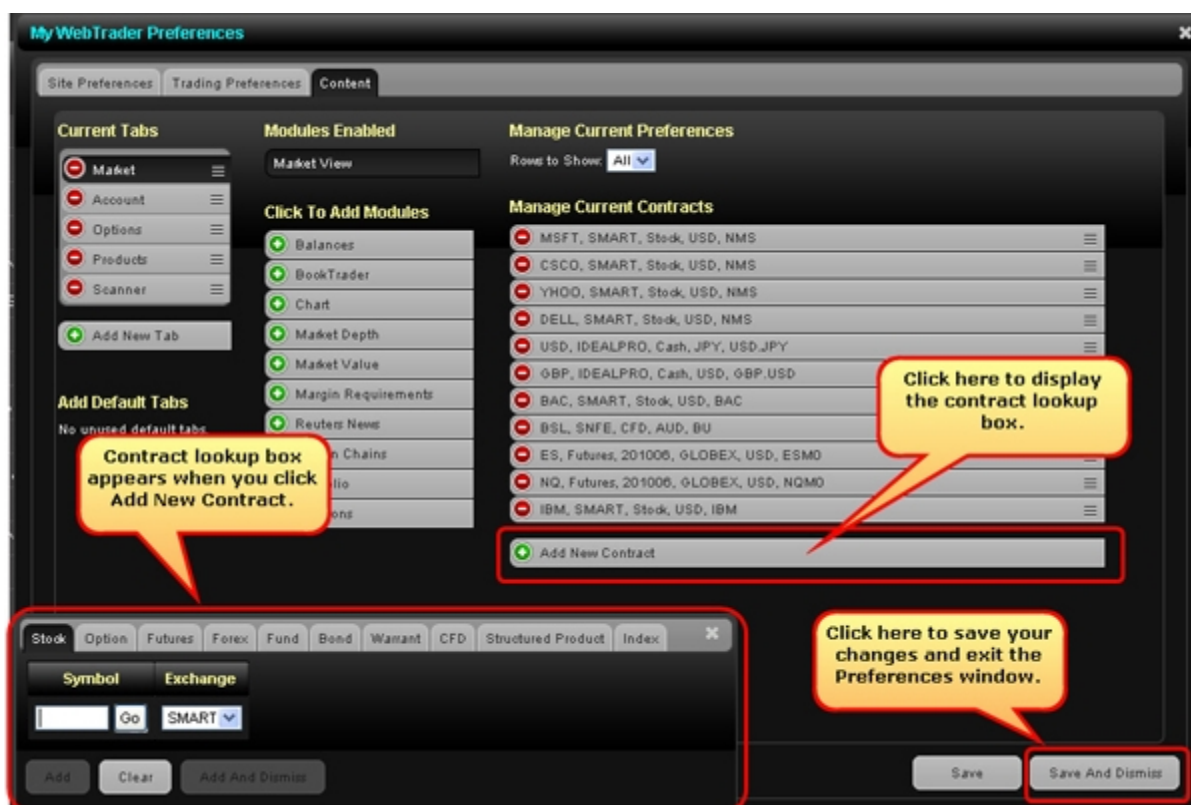 My WebTrader Preferences
Site Preferences
Trading Preferences
Content
Current Tabs
Market
Account
Options
Products
Scanner
Add New Tab
Add Default Tabs
No unused default tabs
Modules Enabled
Market View
Click To Add Modules
Balances
BookTrader
Chart
Market Depth
Market Value
Margin Requirements
Reuters News
Chains
Manage Current Preferences
Rows to Show: All
Manage Current Contracts
MSFT, SMART, Stock, USD, NMS
CSCO, SMART, Stock, USD, NMS
YHOO, SMART, Stock, USD, NMS
DELL, SMART, Stock, USD, NMS
USD, IDEALPRO, Cash, JPY, USD.JPY
GBP, IDEALPRO, Cash, USD, GBP.USD
BAC, SMART, Stock, USD, BAC
BSL, SNFE, CFD, AUD, BU
ES, Futures, 201006, GLOBEX, USD, ESM0
NQ, Futures, 201006, GLOBEX, USD, NQM0
IBM, SMART, Stock, USD, IBM
Add New Contract
Click here to display
the contract lookup
box.
Contract lookup box
appears when you click
Add New Contract.
Stock
Option
Futures
Forex
Fund
Bond
Warrant
CFD
Structured Product
Index
Symbol
Exchange
Go
SMART
Add
Clear
Add And Dismiss
Click here to save your
changes and exit the
Preferences window.
Save
Save And Dismiss